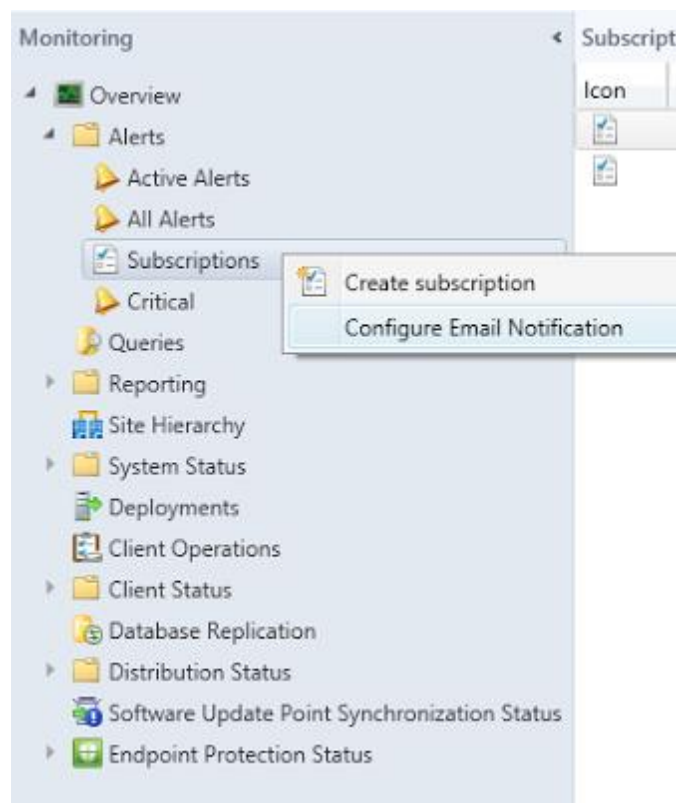 Monitoring
Subscript
Icon
Overview
Alerts
Active Alerts
All Alerts
Subscriptions
Create subscription
Critical
Configure Email Notification
Queries
Reporting
Site Hierarchy
System Status
Deployments
Client Operations
Client Status
Database Replication
Distribution Status
Software Update Point Synchronization Status
Endpoint Protection Status